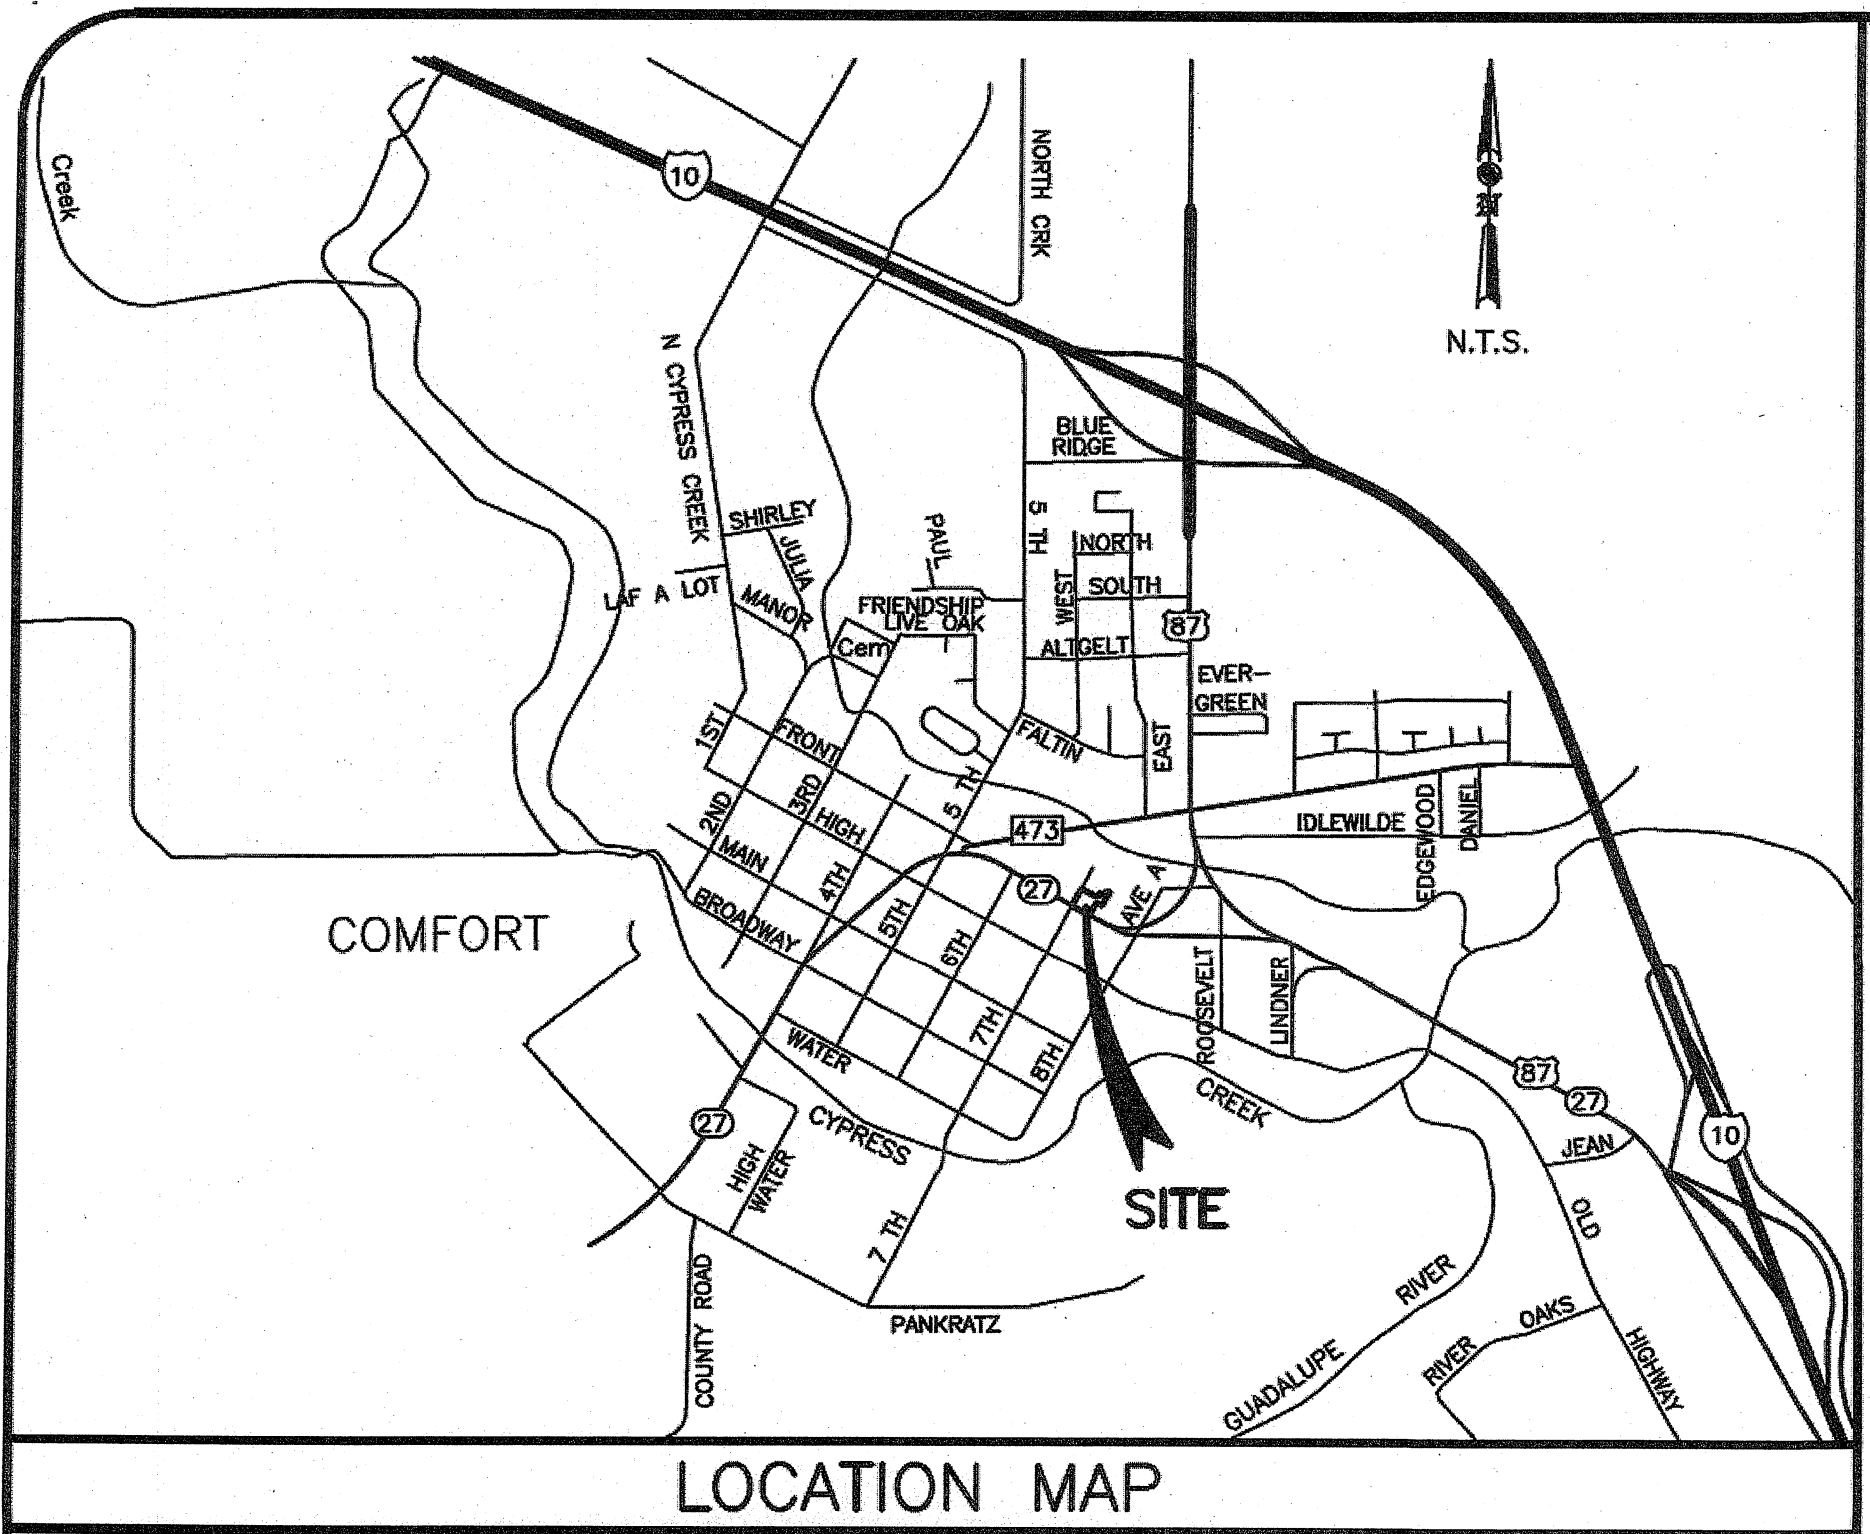 Creek
10
NORTH CRK
N
N.T.S.
N CYPRESS CREEK
BLUE
RIDGE
5 TH
SHIRLEY
JULIA
PAUL
NORTH
WEST
SOUTH
LAF A LOT
MANOR
FRIENDSHIP
LIVE OAK
87
Cem
ALTGELT
EVER-
GREEN
1ST
FRONT
FALTIN
EAST
2ND
3RD
5 TH
HIGH
473
IDLEWILDE
EDGEWOOD
DANIEL
MAIN
4TH
27
AVE A
BROADWAY
5TH
6TH
COMFORT
ROOSEVELT
LINDNER
WATER
7TH
8TH
87
27
CREEK
10
27
CYPRESS
JEAN
HIGH
WATER
SITE
OLD
7 TH
COUNTY ROAD
PANKRATZ
GUADALUPE RIVER
RIVER OAKS
HIGHWAY
LOCATION MAP